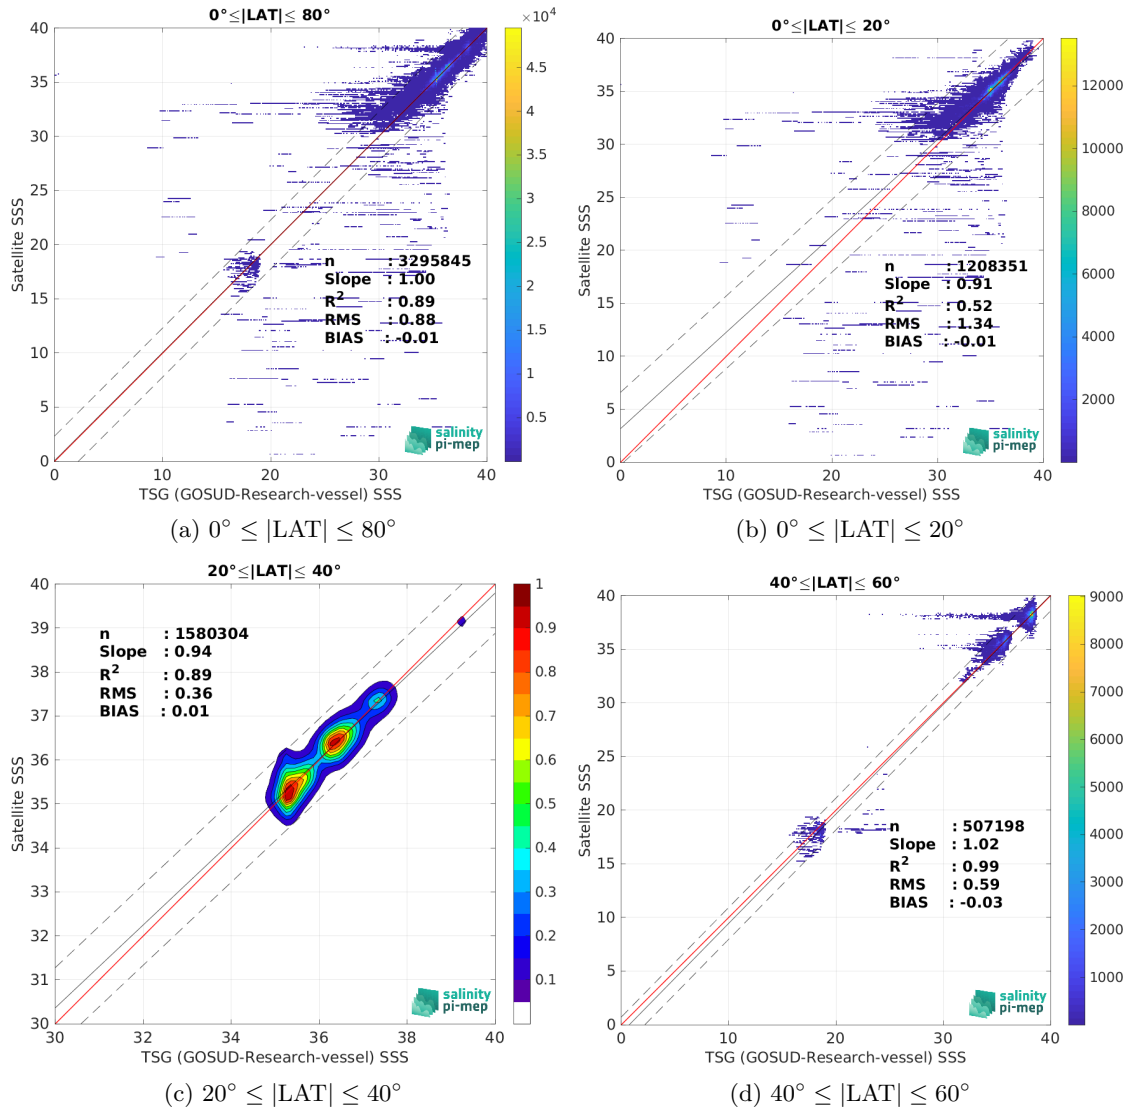 0°≤|LAT|≤ 80°
×10⁴
40
35
30
25
20
15
10
5
0
0
10
20
30
40
4.5
4
3.5
3
2.5
2
1.5
1
0.5
Satellite SSS
TSG (GOSUD-Research-vessel) SSS
n : 3295845
Slope : 1.00
R² : 0.89
RMS : 0.88
BIAS : -0.01
salinity
pi-mep
(a) 0° ≤ |LAT| ≤ 80°
0°≤|LAT|≤ 20°
40
35
30
25
20
15
10
5
0
0
10
20
30
40
12000
10000
8000
6000
4000
2000
Satellite SSS
TSG (GOSUD-Research-vessel) SSS
n : 1208351
Slope : 0.91
R² : 0.52
RMS : 1.34
BIAS : -0.01
salinity
pi-mep
(b) 0° ≤ |LAT| ≤ 20°
20°≤|LAT|≤ 40°
40
39
38
37
36
35
34
33
32
31
30
30
32
34
36
38
40
1
0.9
0.8
0.7
0.6
0.5
0.4
0.3
0.2
0.1
Satellite SSS
TSG (GOSUD-Research-vessel) SSS
n : 1580304
Slope : 0.94
R² : 0.89
RMS : 0.36
BIAS : 0.01
salinity
pi-mep
(c) 20° ≤ |LAT| ≤ 40°
40°≤|LAT|≤ 60°
40
35
30
25
20
15
10
5
0
0
10
20
30
40
9000
8000
7000
6000
5000
4000
3000
2000
1000
Satellite SSS
TSG (GOSUD-Research-vessel) SSS
n : 507198
Slope : 1.02
R² : 0.99
RMS : 0.59
BIAS : -0.03
salinity
pi-mep
(d) 40° ≤ |LAT| ≤ 60°